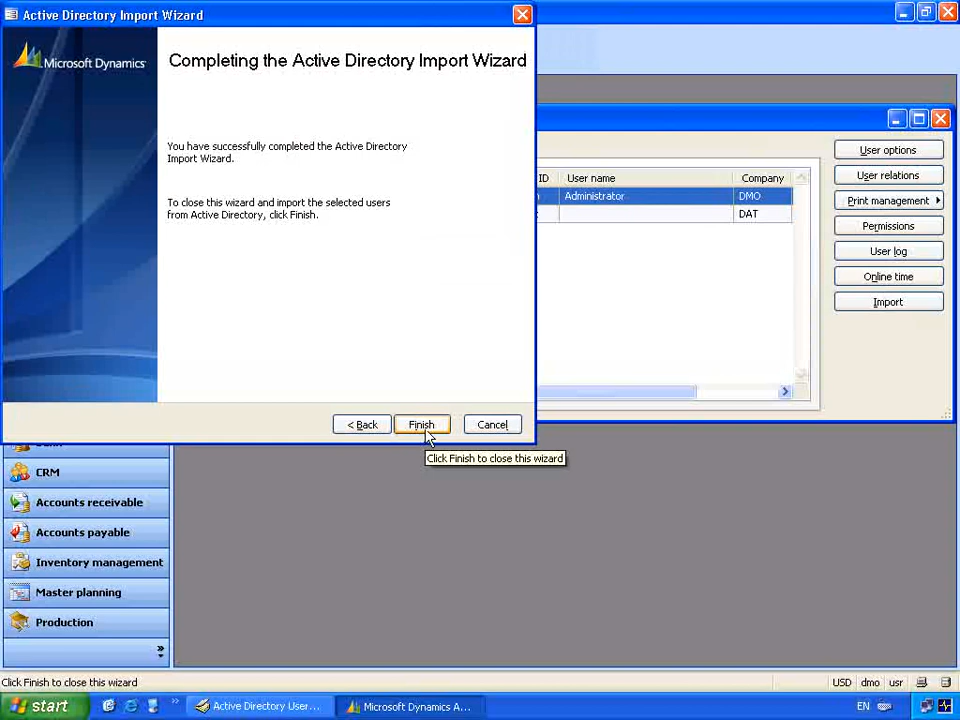 Active Directory Import Wizard
Microsoft Dynamics
Completing the Active Directory Import Wizard
You have successfully completed the Active Directory
Import Wizard.
To close this wizard and import the selected users
from Active Directory, click Finish.
< Back
Finish
Cancel
Click Finish to close this wizard
ID
User name
Company
Administrator
DMO
DAT
User options
User relations
Print management
Permissions
User log
Online time
Import
CRM
Accounts receivable
Accounts payable
Inventory management
Master planning
Production
»
Click Finish to close this wizard
USD
dmo
usr
start
»
Active Directory User...
Microsoft Dynamics A...
EN